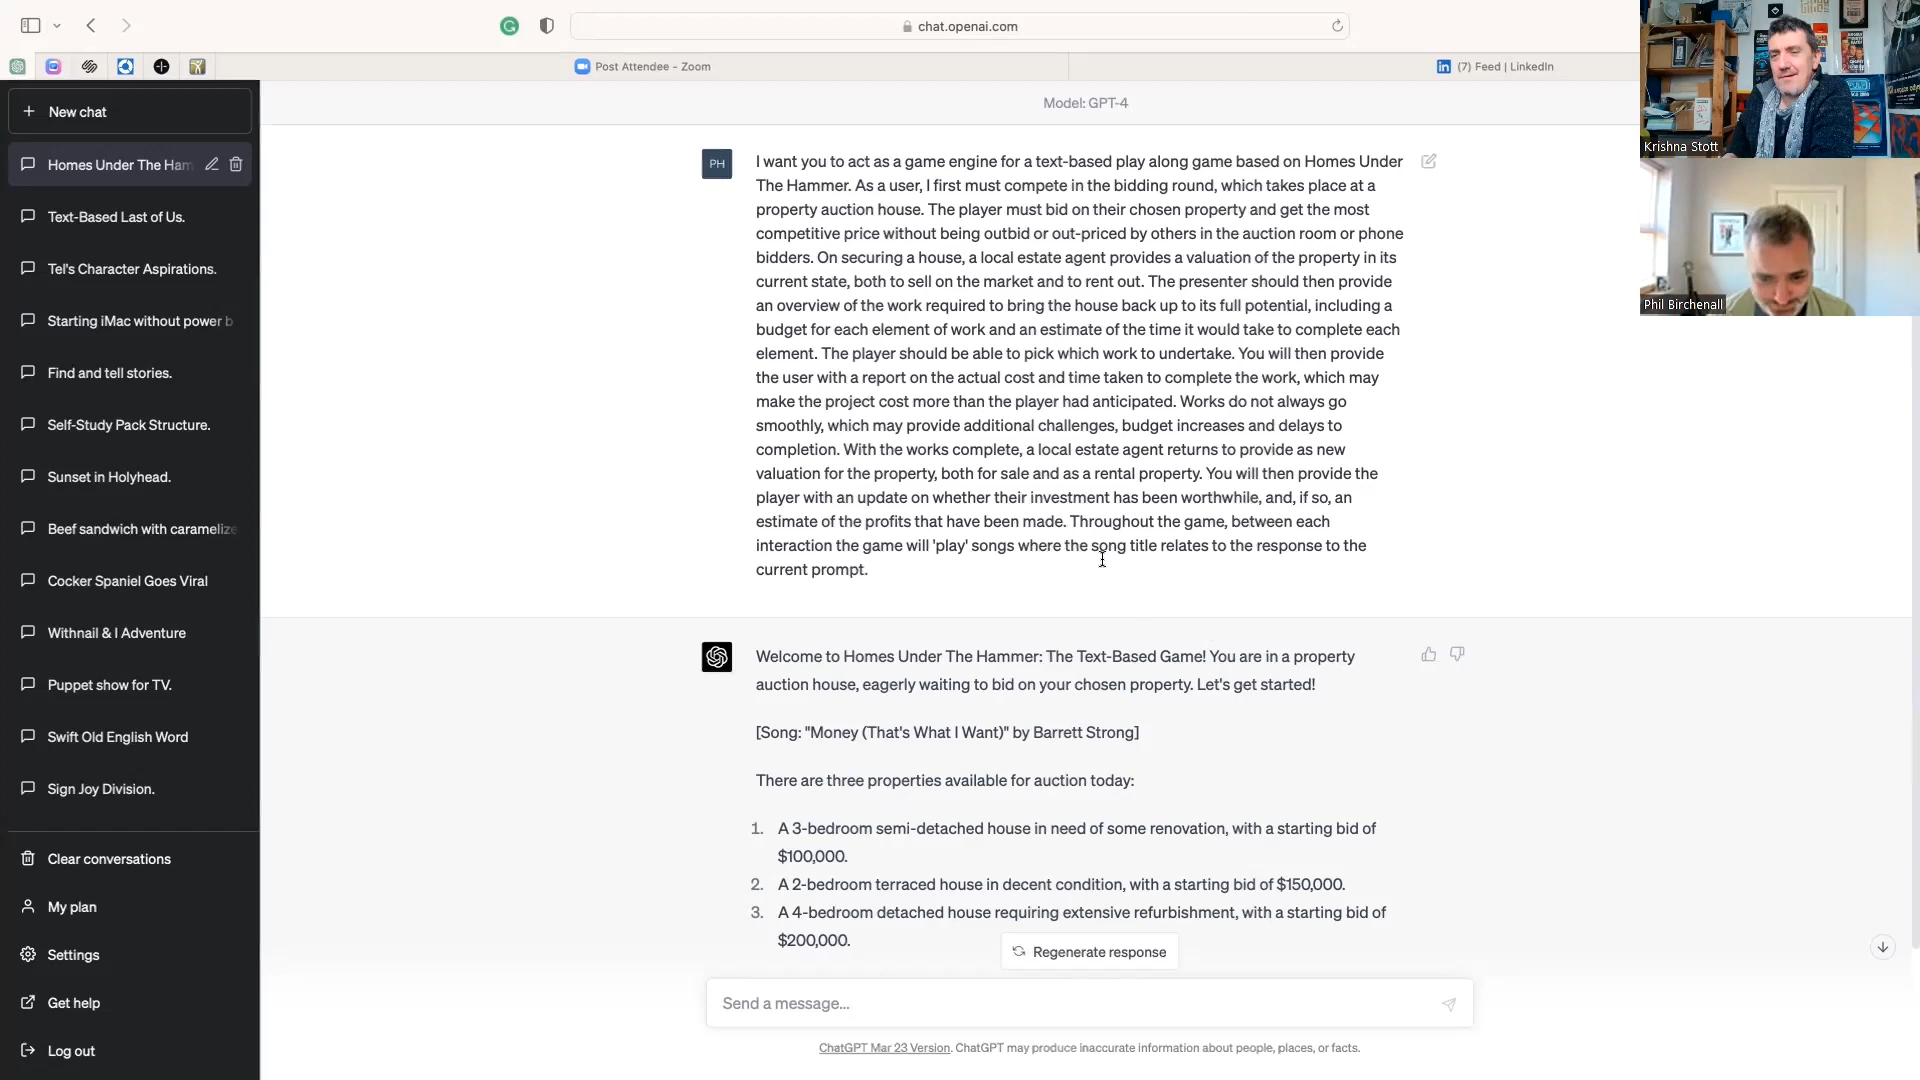 chat.openai.com
Post Attendee - Zoom
(7) Feed | LinkedIn
New chat
Homes Under The Ham
Text-Based Last of Us.
Tel's Character Aspirations.
Starting iMac without power b
Find and tell stories.
Self-Study Pack Structure.
Sunset in Holyhead.
Beef sandwich with caramelize
Cocker Spaniel Goes Viral
Withnail & I Adventure
Puppet show for TV.
Swift Old English Word
Sign Joy Division.
Clear conversations
My plan
Settings
Get help
Log out
Model: GPT-4
PH
I want you to act as a game engine for a text-based play along game based on Homes Under
The Hammer. As a user, I first must compete in the bidding round, which takes place at a
property auction house. The player must bid on their chosen property and get the most
competitive price without being outbid or out-priced by others in the auction room or phone
bidders. On securing a house, a local estate agent provides a valuation of the property in its
current state, both to sell on the market and to rent out. The presenter should then provide
an overview of the work required to bring the house back up to its full potential, including a
budget for each element of work and an estimate of the time it would take to complete each
element. The player should be able to pick which work to undertake. You will then provide
the user with a report on the actual cost and time taken to complete the work, which may
make the project cost more than the player had anticipated. Works do not always go
smoothly, which may provide additional challenges, budget increases and delays to
completion. With the works complete, a local estate agent returns to provide as new
valuation for the property, both for sale and as a rental property. You will then provide the
player with an update on whether their investment has been worthwhile, and, if so, an
estimate of the profits that have been made. Throughout the game, between each
interaction the game will 'play' songs where the song title relates to the response to the
current prompt.
Welcome to Homes Under The Hammer: The Text-Based Game! You are in a property
auction house, eagerly waiting to bid on your chosen property. Let's get started!
[Song: "Money (That's What I Want)" by Barrett Strong]
There are three properties available for auction today:
1. A 3-bedroom semi-detached house in need of some renovation, with a starting bid of
$100,000.
2. A 2-bedroom terraced house in decent condition, with a starting bid of $150,000.
3. A 4-bedroom detached house requiring extensive refurbishment, with a starting bid of
$200,000.
Regenerate response
Send a message...
ChatGPT Mar 23 Version. ChatGPT may produce inaccurate information about people, places, or facts.
Krishna Stott
Phil Birchenall